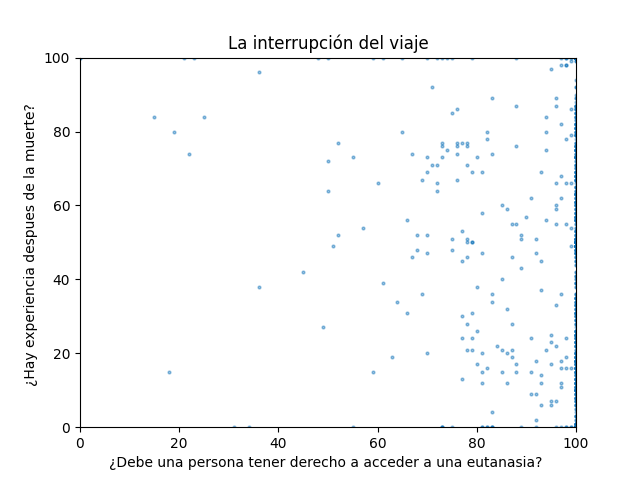 La interrupción del viaje
¿Hay experiencia despues de la muerte?
100
80
60
40
20
0
0 20 40 60 80 100
¿Debe una persona tener derecho a acceder a una eutanasia?